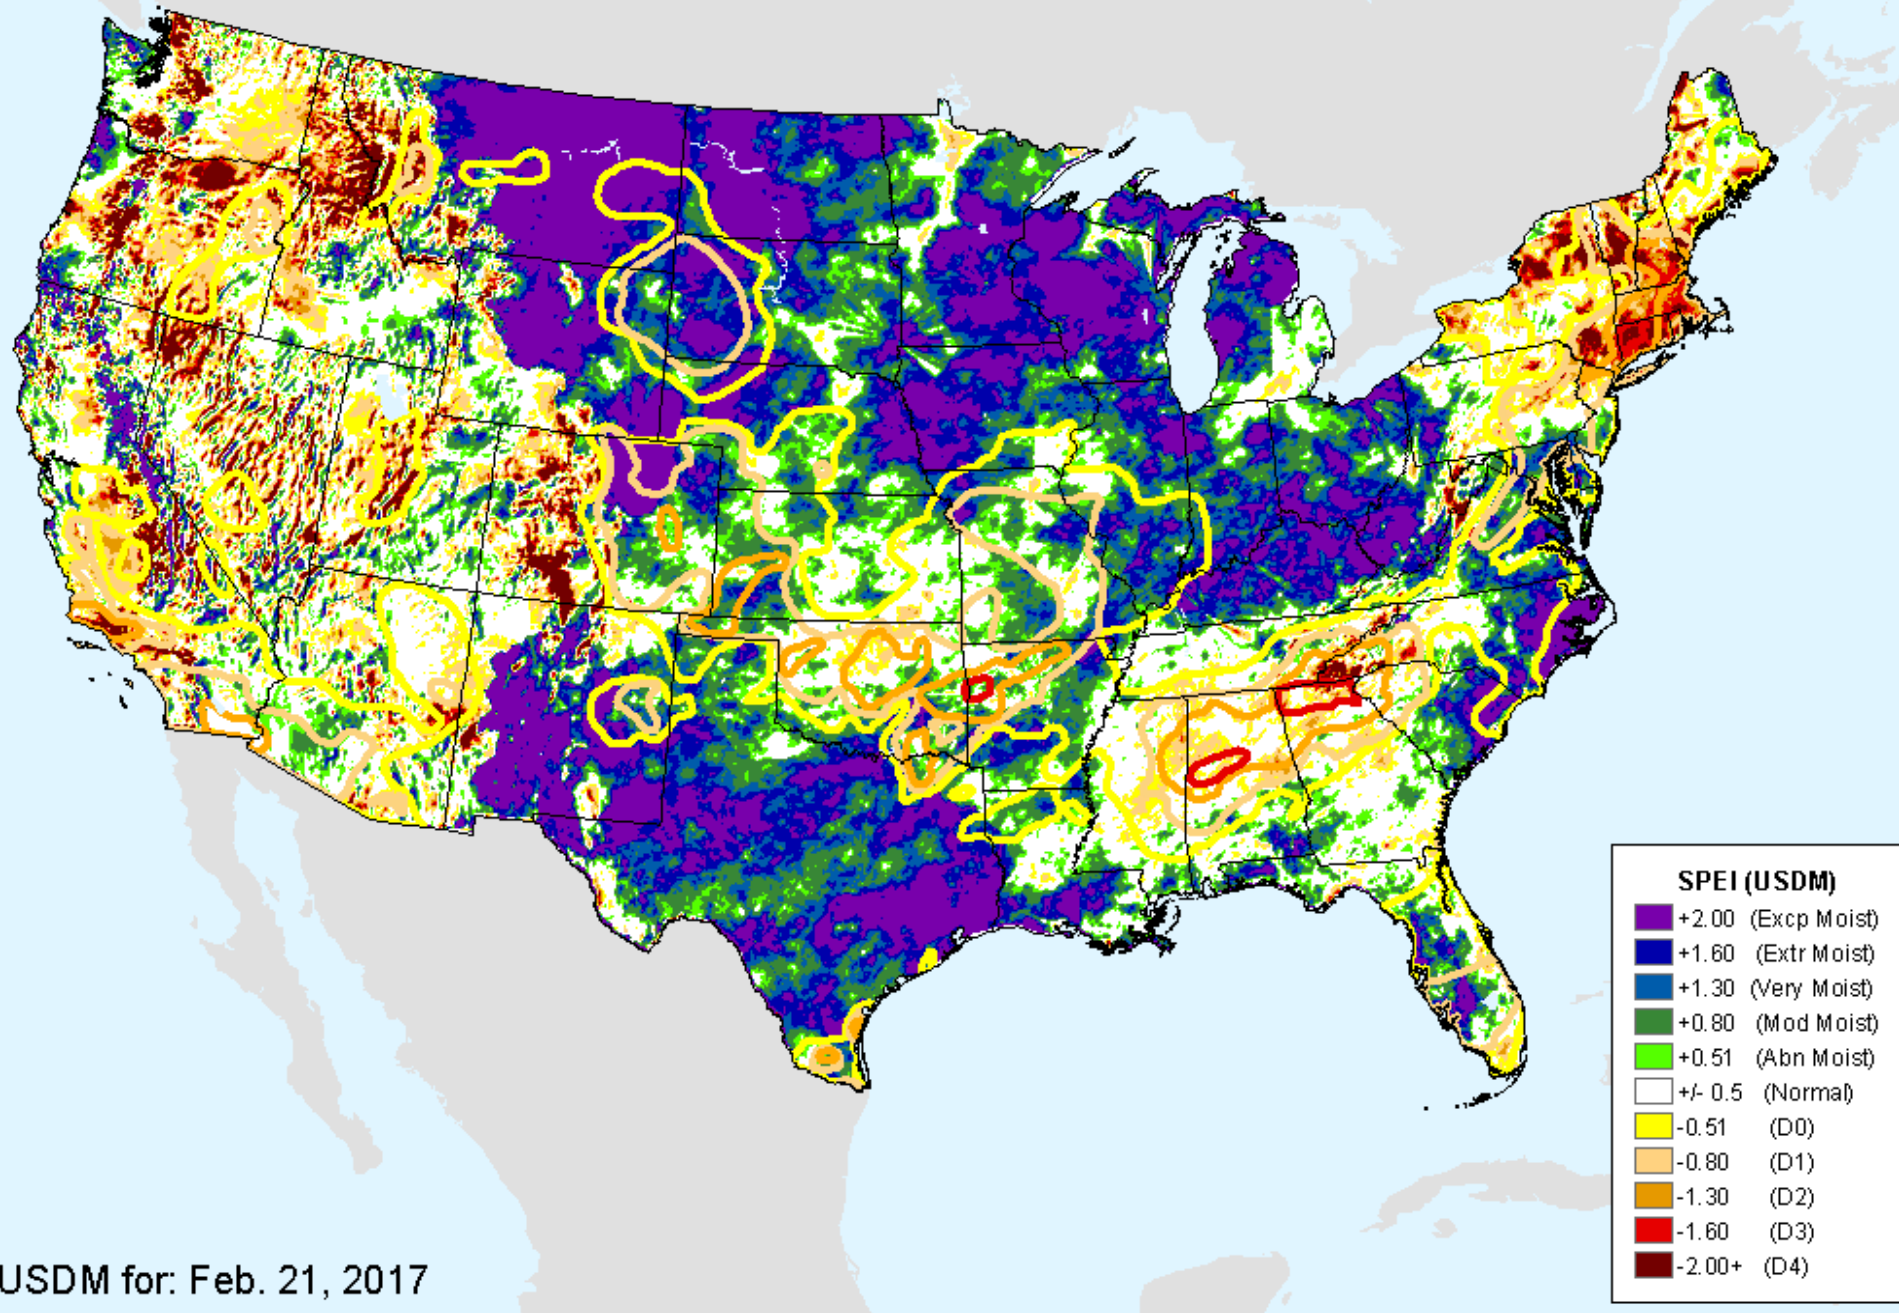 SPEI (USDM)
+2.00 (Excp Moist)
+1.60 (Extr Moist)
+1.30 (Very Moist)
+0.80 (Mod Moist)
+0.51 (Abn Moist)
+/- 0.5 (Normal)
-0.51 (D0)
-0.80 (D1)
-1.30 (D2)
-1.60 (D3)
-2.00+ (D4)
USDM for: Feb. 21, 2017